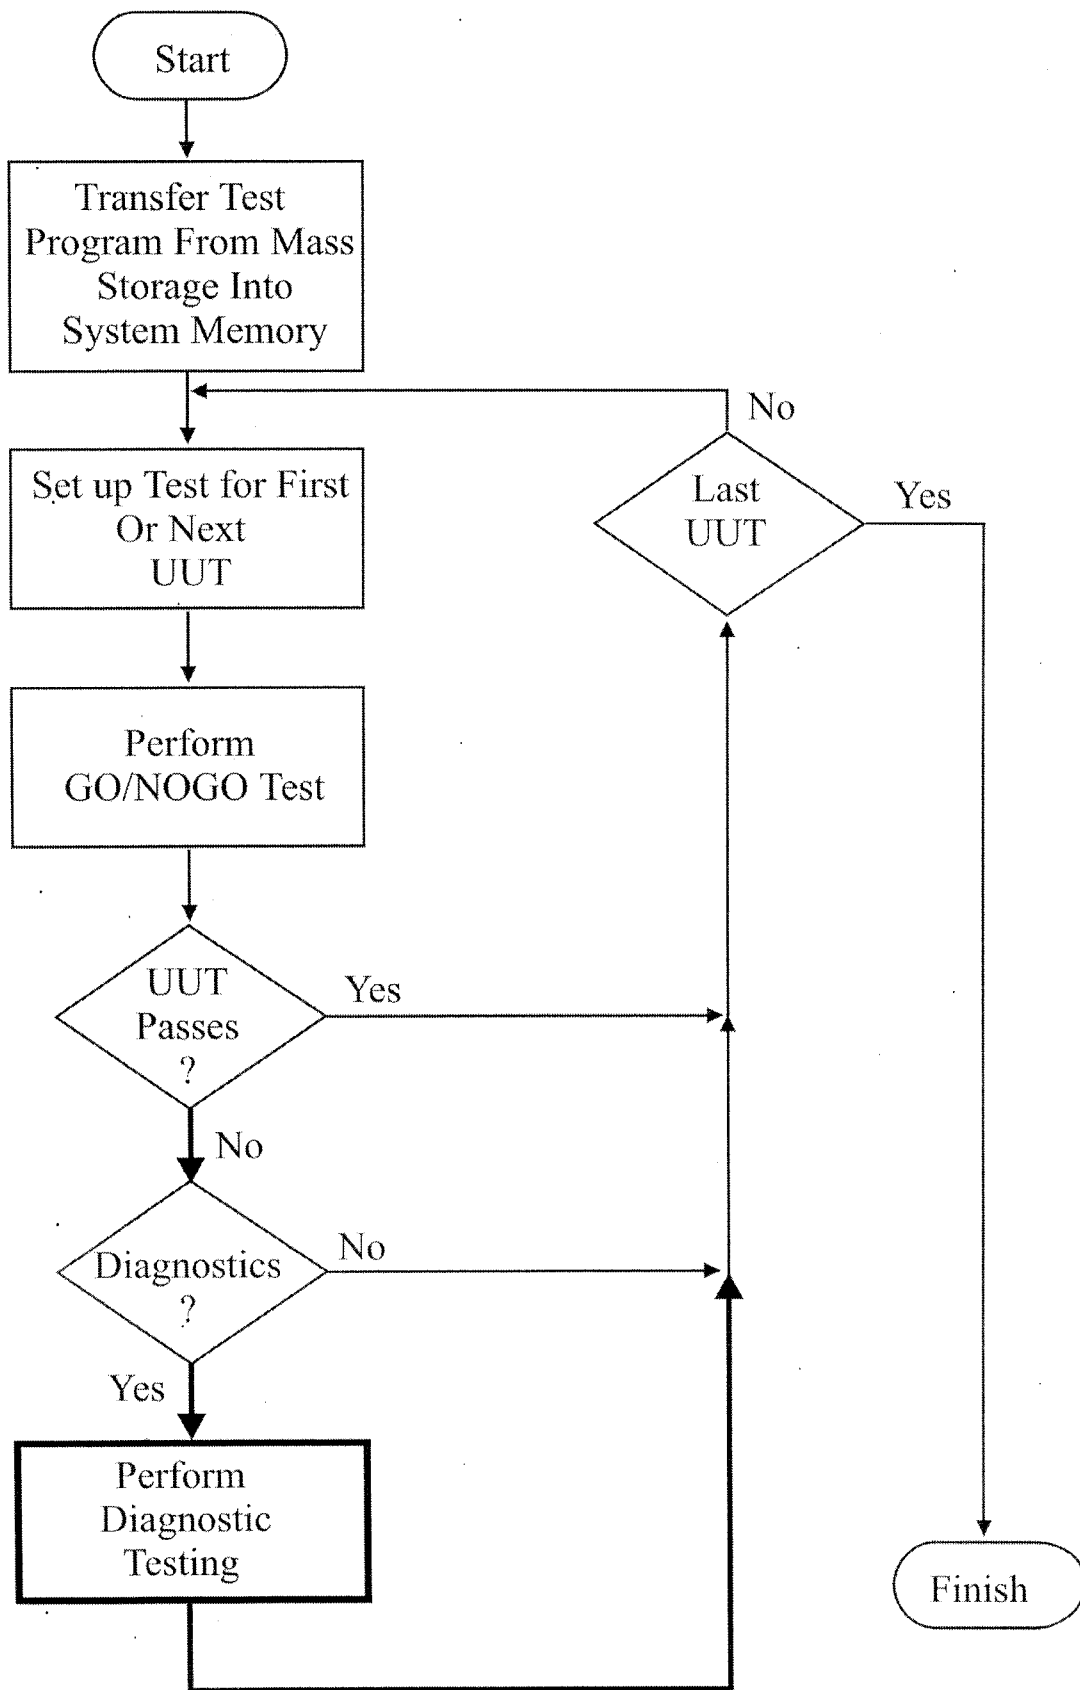 Start
Transfer Test
Program From Mass
Storage Into
System Memory
No
Set up Test for First
Or Next
UUT
Last
UUT
Yes
Perform
GO/NOGO Test
UUT
Passes
?
Yes
No
Diagnostics
?
No
Yes
Perform
Diagnostic
Testing
Finish